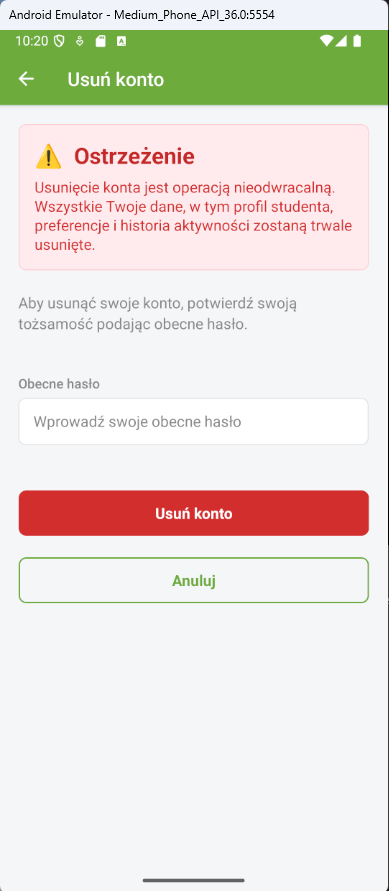 Android Emulator - Medium_Phone_API_36.0:5554
10:20
Usuń konto
Ostrzeżenie
Usunięcie konta jest operacją nieodwracalną.
Wszystkie Twoje dane, w tym profil studenta,
preferencje i historia aktywności zostaną trwale
usunięte.
Aby usunąć swoje konto, potwierdź swoją
tożsamość podając obecne hasło.
Obecne hasło
Wprowadź swoje obecne hasło
Usuń konto
Anuluj